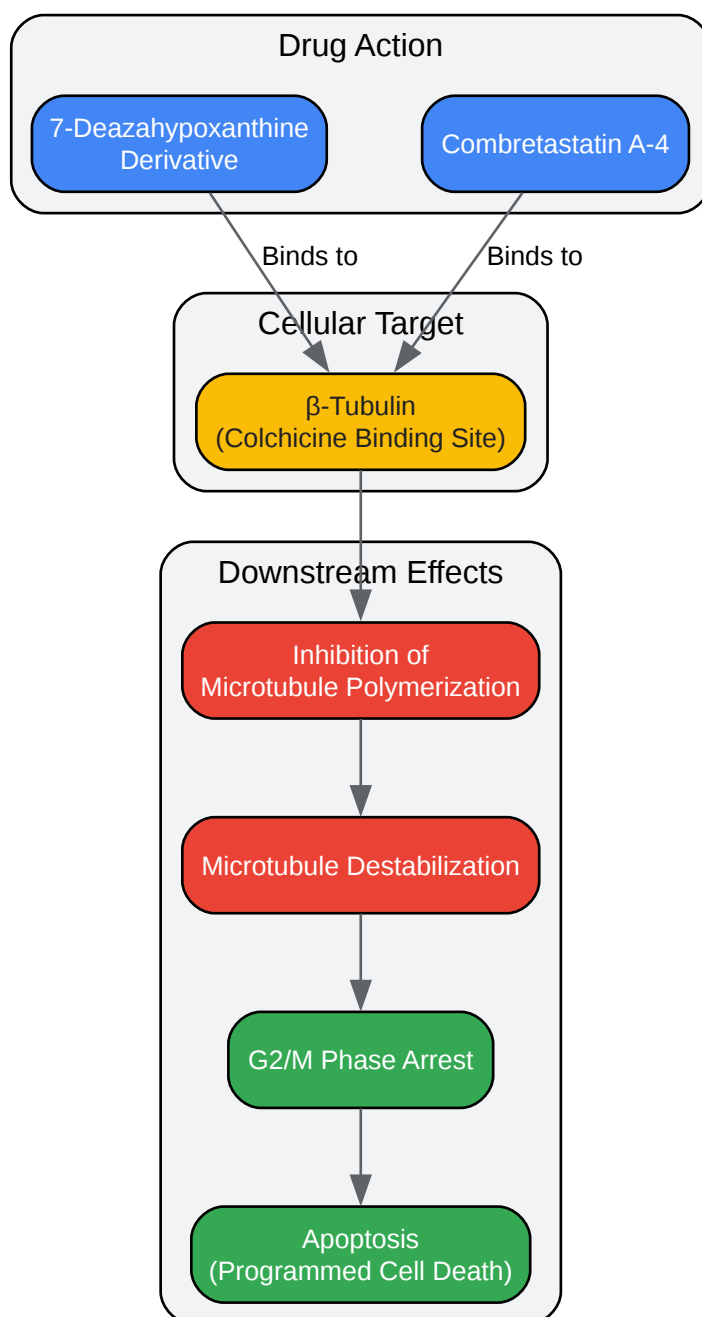 Drug Action
7-Deazahypoxanthine
Derivative
Combretastatin A-4
Binds to
Binds to
Cellular Target
β-Tubulin
(Colchicine Binding Site)
Downstream Effects
Inhibition of
Microtubule Polymerization
Microtubule Destabilization
G2/M Phase Arrest
Apoptosis
(Programmed Cell Death)